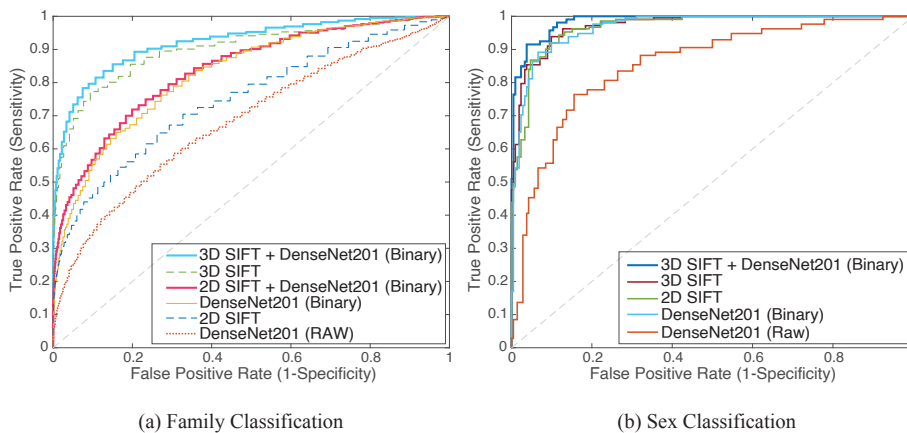 True Positive Rate (Sensitivity)
1
0.9
0.8
0.7
0.6
0.5
0.4
0.3
0.2
0.1
0
0 0.2 0.4 0.6 0.8 1
False Positive Rate (1-Specificity)
3D SIFT + DenseNet201 (Binary)
3D SIFT
2D SIFT + DenseNet201 (Binary)
DenseNet201 (Binary)
2D SIFT
DenseNet201 (RAW)
(a) Family Classification
True Positive Rate (Sensitivity)
1
0.9
0.8
0.7
0.6
0.5
0.4
0.3
0.2
0.1
0
0 0.2 0.4 0.6 0.8
False Positive Rate (1-Specificity)
3D SIFT + DenseNet201 (Binary)
3D SIFT
2D SIFT
DenseNet201 (Binary)
DenseNet201 (Raw)
(b) Sex Classification